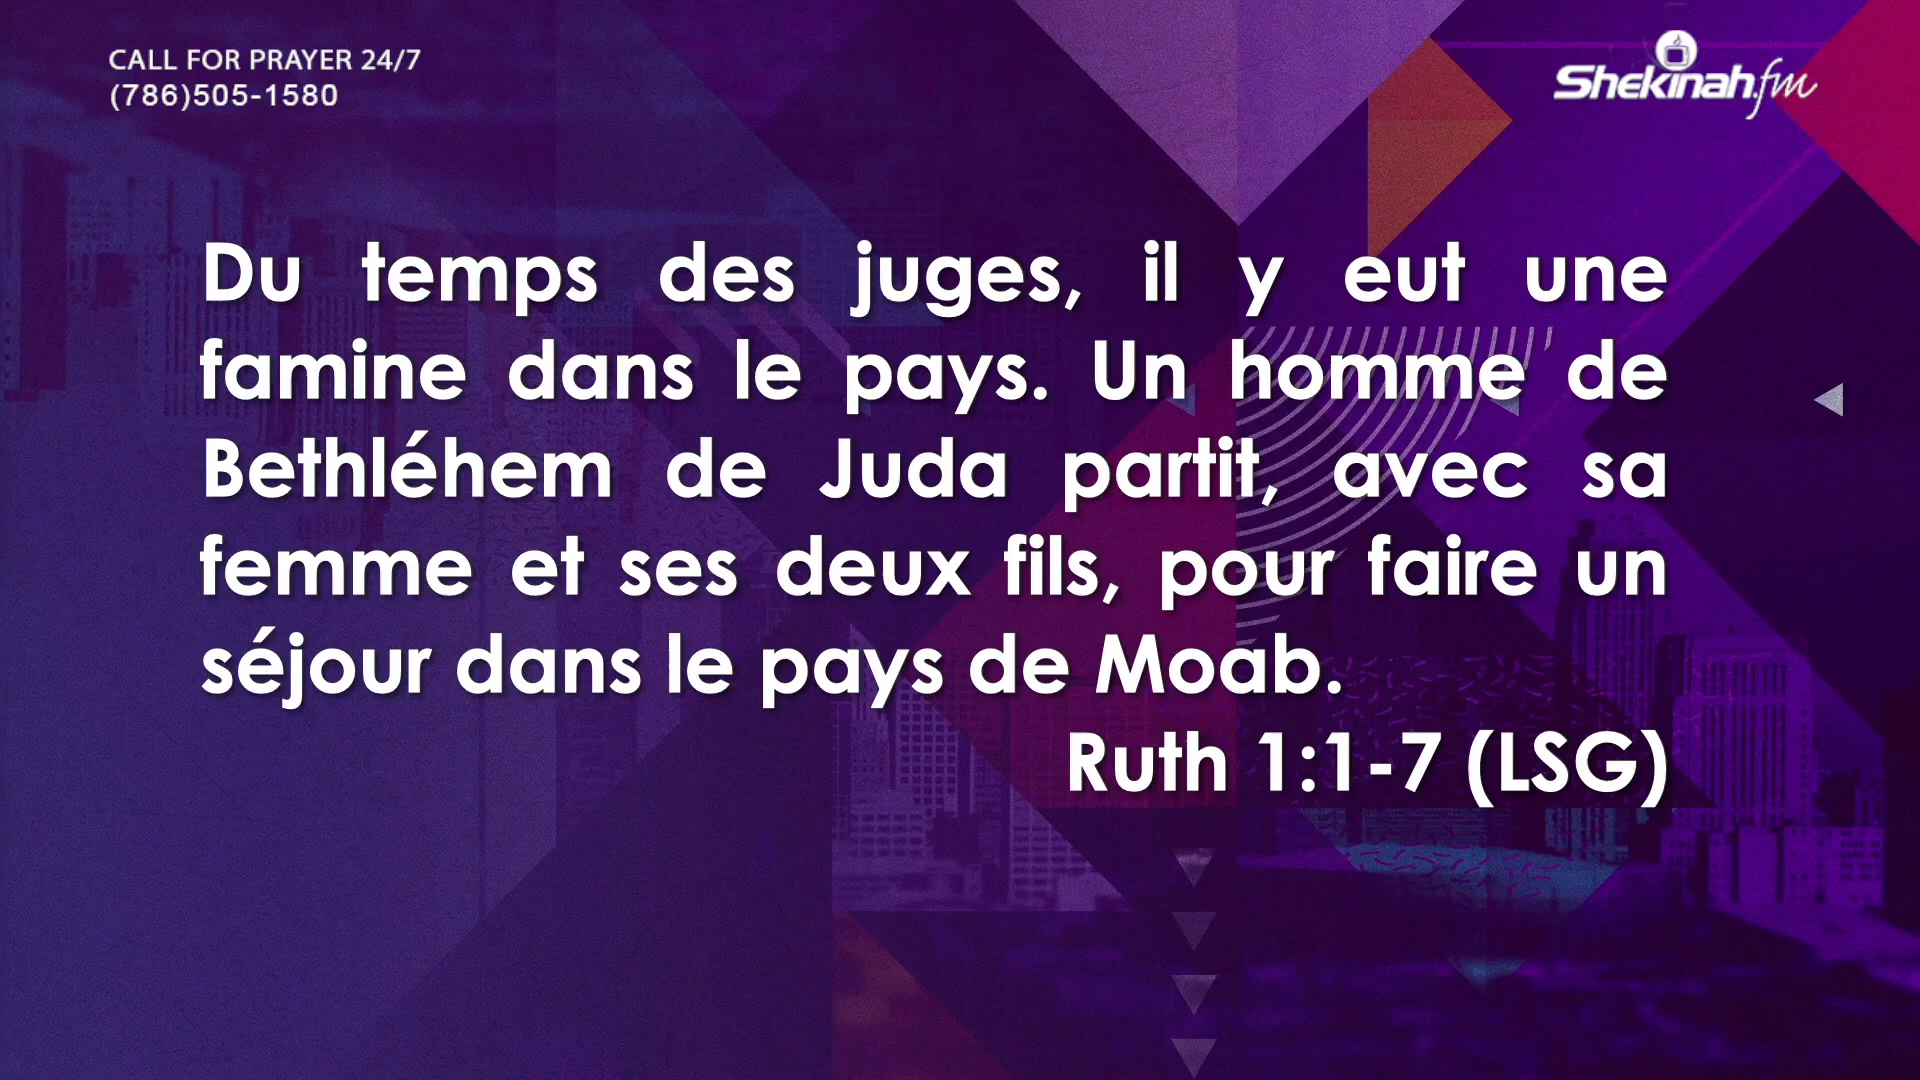 CALL FOR PRAYER 24/7
(786)505-1580
Shekinah.fm
Du temps des juges, il y eut une
famine dans le pays. Un homme de
Bethléhem de Juda partit, avec sa
femme et ses deux fils, pour faire un
séjour dans le pays de Moab.
Ruth 1:1-7 (LSG)